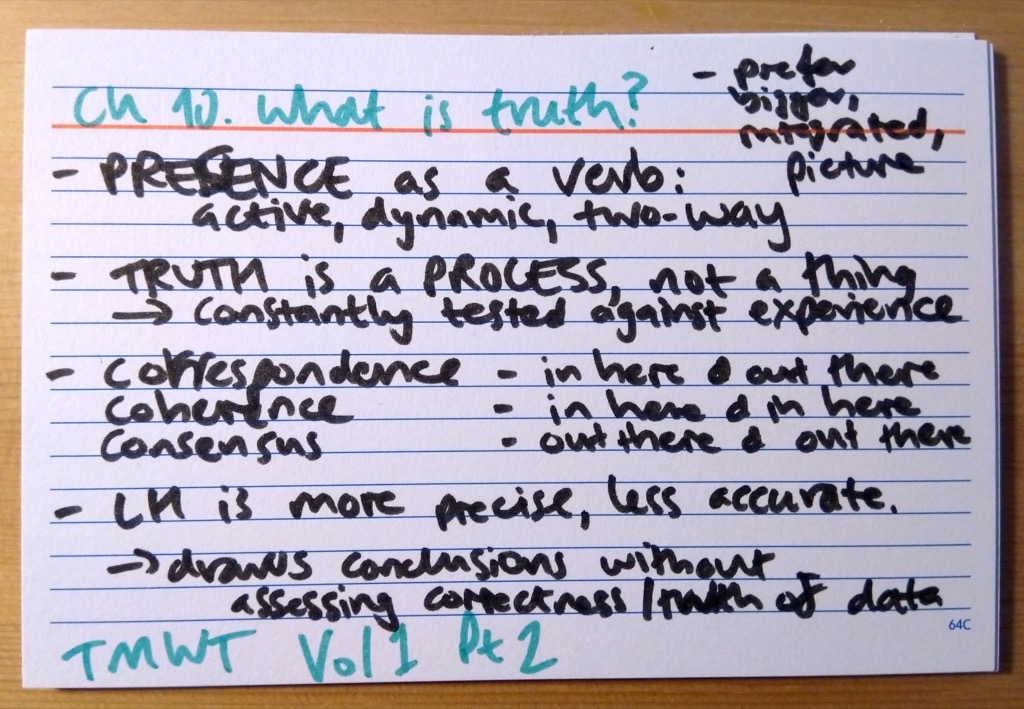 Ch 10. What is truth?
- prefer
bigger,
integrated,
picture
- PRESENCE as a verb:
active, dynamic, two-way
- TRUTH is a PROCESS, not a thing
→ constantly tested against experience
- correspondence - in here & out there
coherence - in here & in here
consensus - out there & out there
- LH is more precise, less accurate.
→ draws conclusions without
assessing correctness/truth of data
64C
TMWT Vol 1 Pt 2